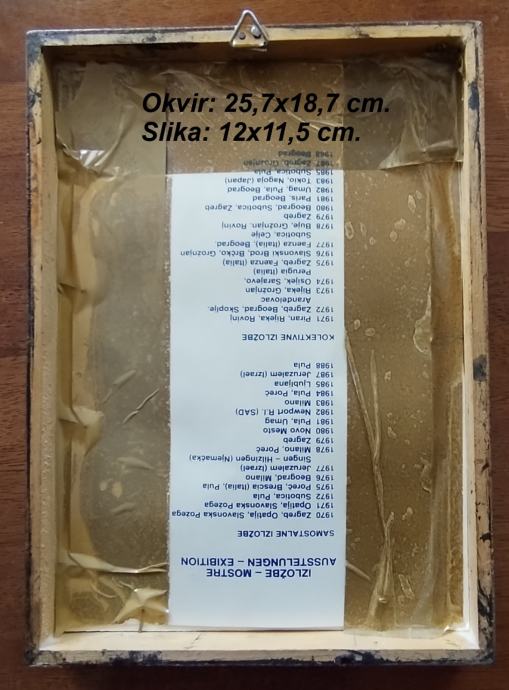 Okvir: 25,7x18,7 cm.
Slika: 12x11,5 cm.
IZLOŽBE – MOSTRE
AUSSTELUNGEN – EXIBITION
SAMOSTALNE IZLOŽBE
1970 Zagreb, Opatija, Slavonska Požega
1971 Opatija, Slavonska Požega
1972 Subotica, Pula
1975 Poreč, Brescia (Italia), Pula
1976 Beograd, Milano
1977 Jeruzalem (Izrael)
Singen – Hilzingen (Njemačka)
1978 Milano, Poreč
1979 Zagreb
1980 Novo Mesto
1981 Pula, Umag
1982 Newport R.I. (SAD)
1983 Milano
1984 Pula, Poreč
1985 Ljubljana
1987 Jeruzalem (Izrael)
1988 Pula
KOLEKTIVNE IZLOŽBE
1971 Piran, Rijeka, Rovinj
1972 Zagreb, Beograd, Skoplje,
Aranđelovac
1973 Rijeka, Grožnjan
1974 Osijek, Sarajevo,
Perugia (Italia)
1975 Zagreb, Faenza (Italia)
1976 Slavonski Brod, Brčko, Grožnjan
1977 Faenza (Italia), Beograd,
Subotica, Celje
1978 Buje, Grožnjan, Rovinj
1979 Zagreb
1980 Beograd, Subotica, Zagreb
1981 Paris, Beograd
1982 Umag, Pula, Beograd
1983 Tokio, Nagoja (Japan)
1985 Subotica, Pula
1987 Zagreb, Grožnjan
1988 Beograd